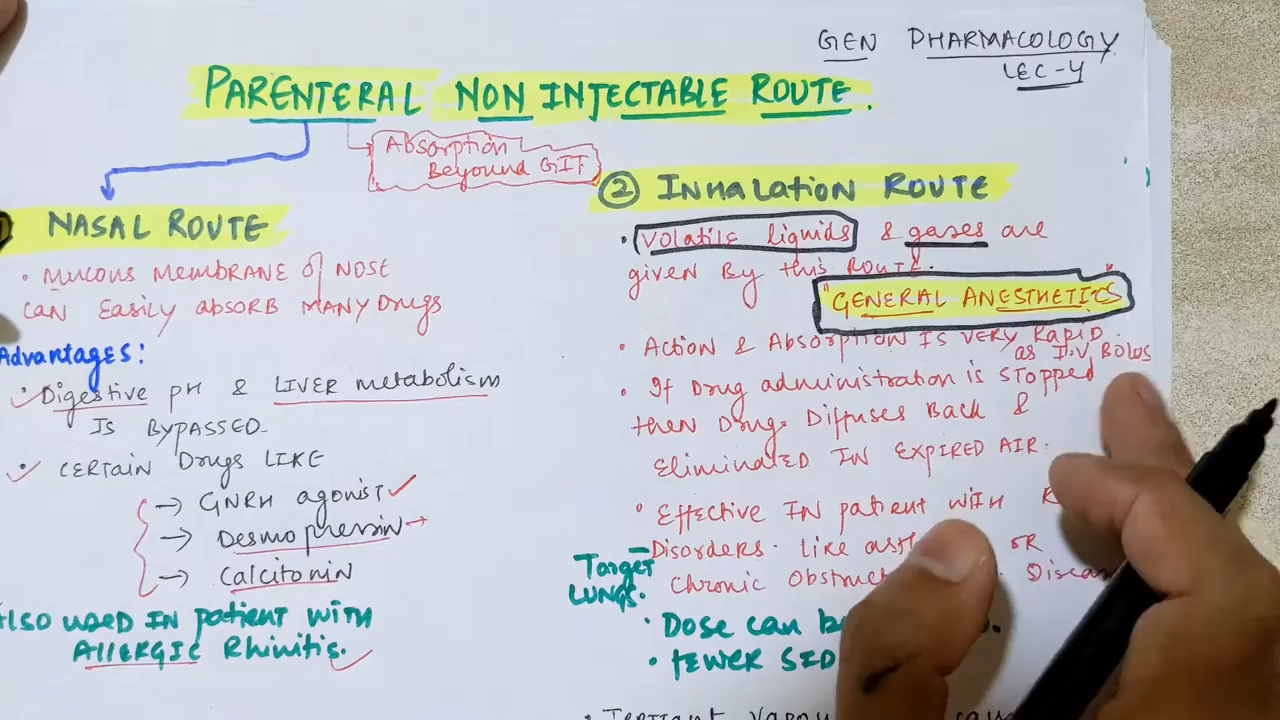 GEN PHARMACOLOGY
LEC-4
PARENTERAL NON INJECTABLE ROUTE.
Absorption
Beyound GIT
NASAL ROUTE
• Mucous Membrane of Nose
can Easily absorb Many Drugs
Advantages:
• Digestive pH & LIVER metabolism
Is Bypassed.
• Certain Drugs Like
→ GNRH agonist
→ Desmopressin →
→ Calcitonin
Also used IN patient with
Allergic Rhinitis.
② INHALATION ROUTE
• Volatile liquids & gases are
given By this Route.
"GENERAL ANESTHETICS"
• Action & Absorption Is very Rapid.
as I.V, Bolus
• If Drug administration is stopped
then Drugs Diffuses Back &
Eliminated IN Expired AIR.
• Effective IN patient with
Disorders. Like OR
Chronic
Target
LUNGS.
• Dose can
• fewer